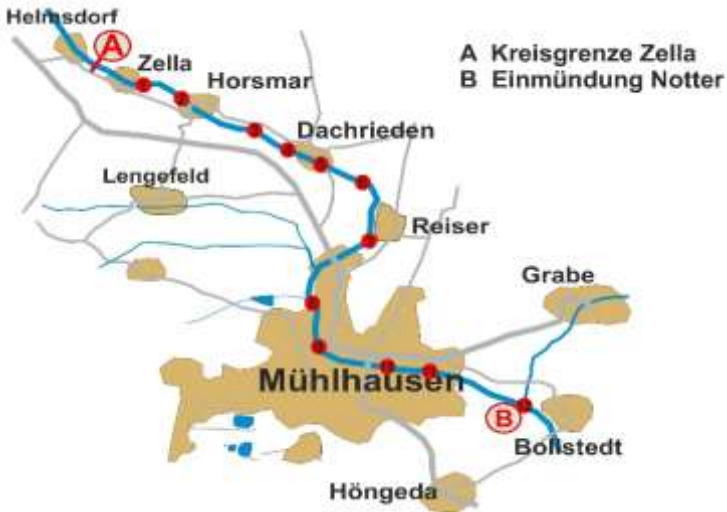 Helmsdorf
A
Zella
A Kreisgrenze Zella
B Einmündung Notter
Horsmar
Dachrieden
Lengefeld
Reiser
Grabe
Mühlhausen
B
Bollstedt
Höngeda